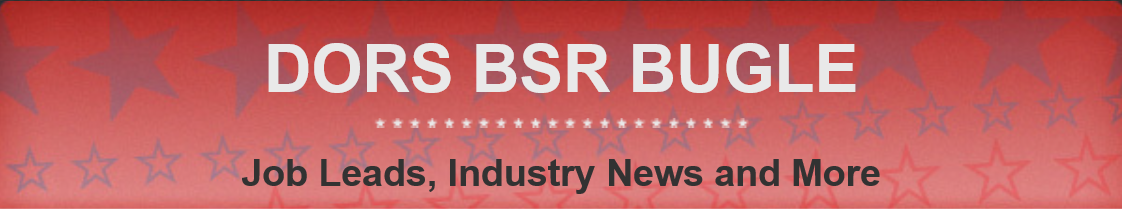 DORS BSR BUGLE
Job Leads, Industry News and More